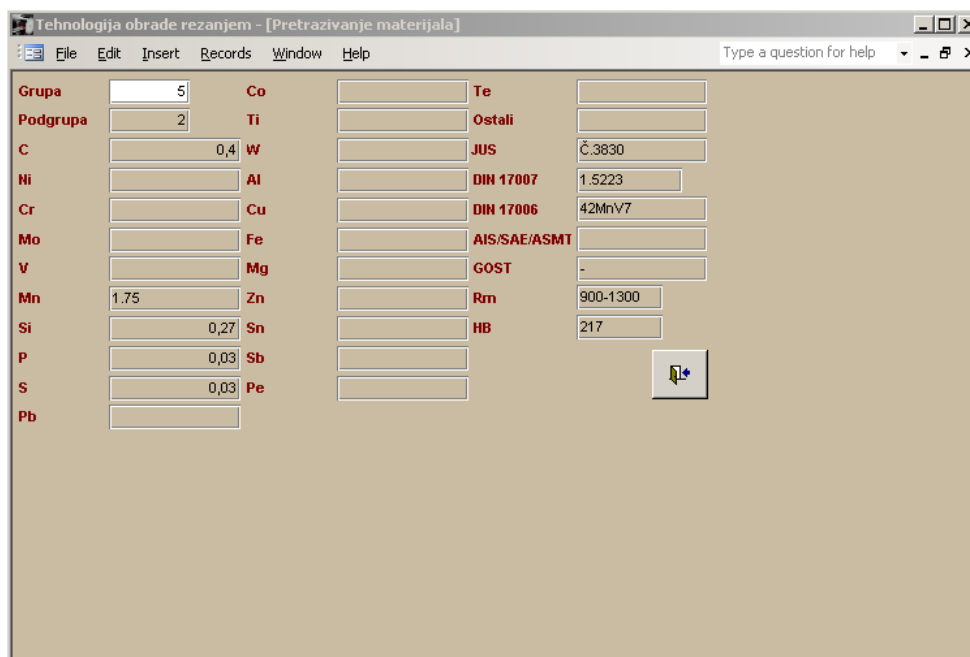 Tehnologija obrade rezanjem - [Pretrazivanje materijala]
File Edit Insert Records Window Help Type a question for help
Grupa 5 Co Te
Podgrupa 2 Ti Ostali
C 0,4 W JUS Č.3830
Ni Al DIN 17007 1.5223
Cr Cu DIN 17006 42MnV7
Mo Fe AIS/SAE/ASMT
V Mg GOST -
Mn 1.75 Zn Rm 900-1300
Si 0,27 Sn HB 217
P 0,03 Sb
S 0,03 Pe
Pb